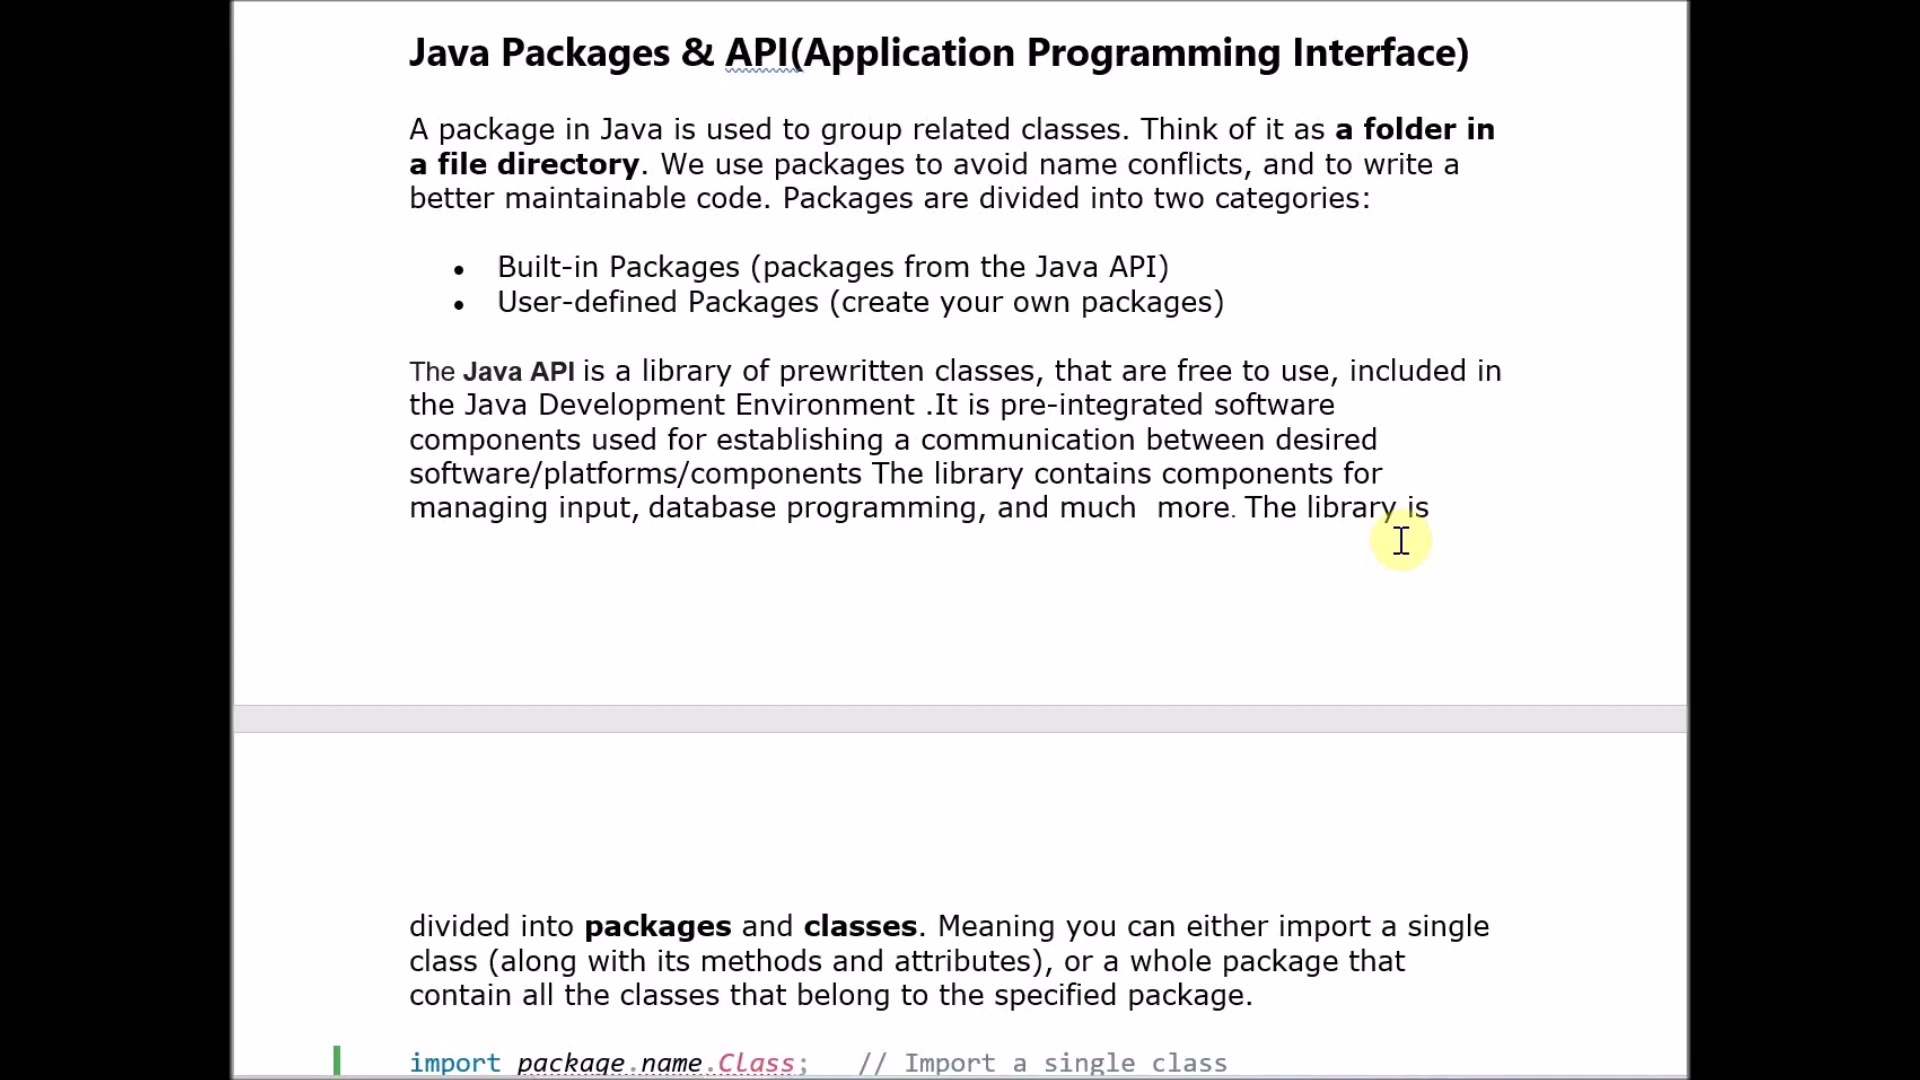 Java Packages & API(Application Programming Interface)
A package in Java is used to group related classes. Think of it as a folder in
a file directory. We use packages to avoid name conflicts, and to write a
better maintainable code. Packages are divided into two categories:
• Built-in Packages (packages from the Java API)
• User-defined Packages (create your own packages)
The Java API is a library of prewritten classes, that are free to use, included in
the Java Development Environment .It is pre-integrated software
components used for establishing a communication between desired
software/platforms/components The library contains components for
managing input, database programming, and much  more. The library is
divided into packages and classes. Meaning you can either import a single
class (along with its methods and attributes), or a whole package that
contain all the classes that belong to the specified package.
import package.name.Class;   // Import a single class